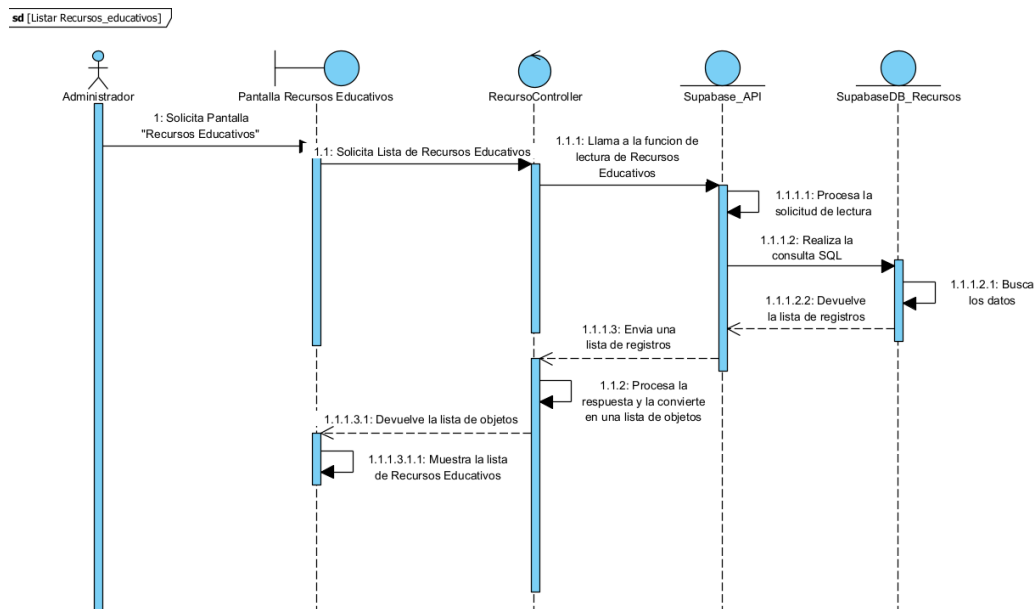 sd [Listar Recursos_educativos]
Administrador
Pantalla Recursos Educativos
RecursoController
Supabase_API
SupabaseDB_Recursos
1: Solicita Pantalla
"Recursos Educativos"
1.1: Solicita Lista de Recursos Educativos
1.1.1: Llama a la funcion de
lectura de Recursos
Educativos
1.1.1.1: Procesa la
solicitud de lectura
1.1.1.2: Realiza la
consulta SQL
1.1.1.2.1: Busca
los datos
1.1.1.2.2: Devuelve
la lista de registros
1.1.1.3: Envia una
lista de registros
1.1.2: Procesa la
respuesta y la convierte
en una lista de objetos
1.1.1.3.1: Devuelve la lista de objetos
1.1.1.3.1.1: Muestra la lista
de Recursos Educativos